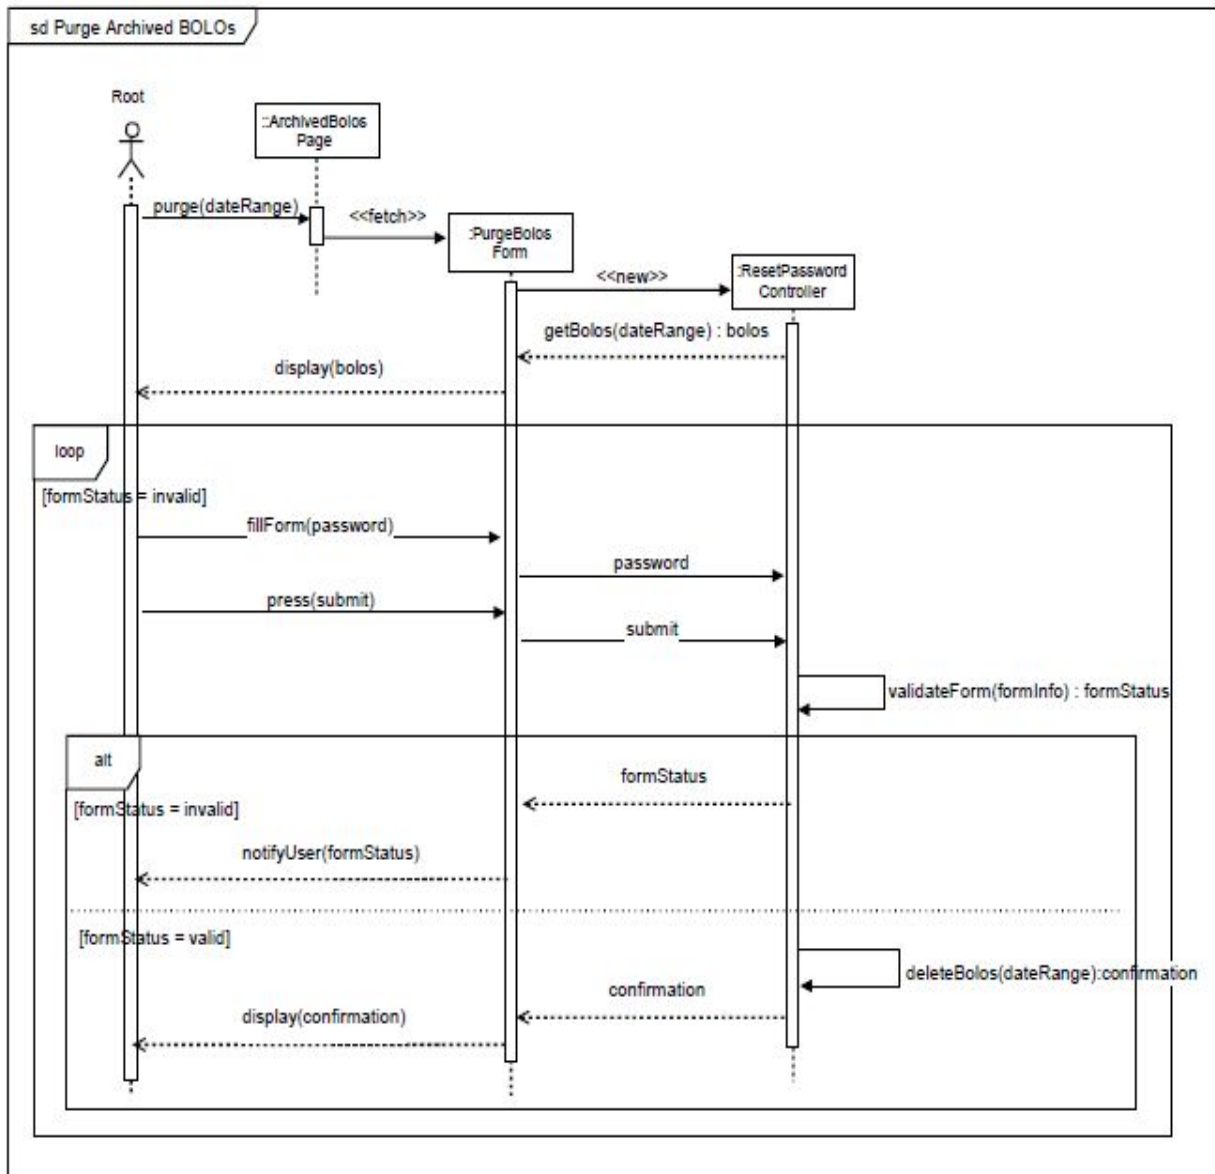 sd Purge Archived BOLOs
Root
::ArchivedBolos
Page
purge(dateRange)
<<fetch>>
:PurgeBolos
Form
<<new>>
:ResetPassword
Controller
getBolos(dateRange) : bolos
display(bolos)
loop
[formStatus = invalid]
fillForm(password)
password
press(submit)
submit
validateForm(formInfo) : formStatus
alt
formStatus
[formStatus = invalid]
notifyUser(formStatus)
[formStatus = valid]
deleteBolos(dateRange):confirmation
confirmation
display(confirmation)